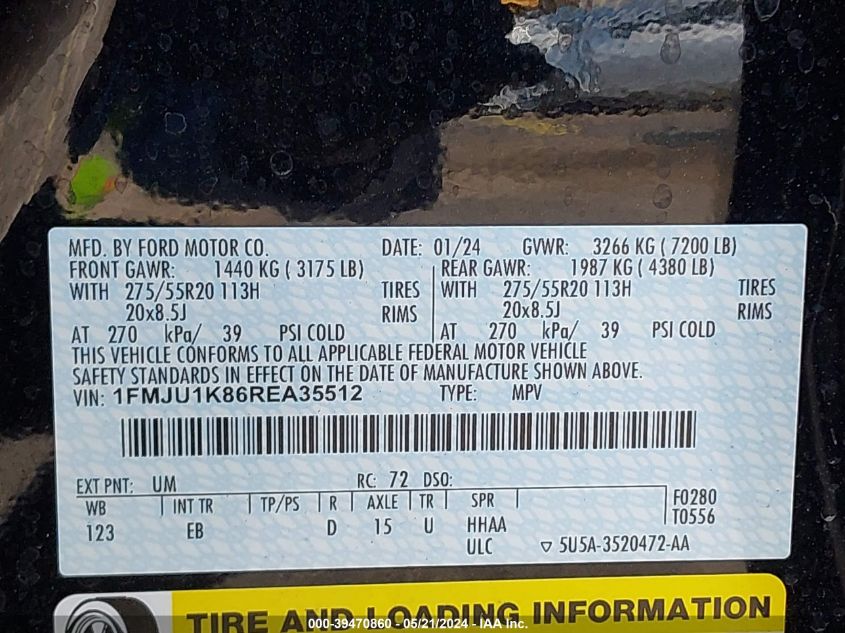 MFD. BY FORD MOTOR CO. DATE: 01/24 GVWR: 3266 KG ( 7200 LB)
FRONT GAWR: 1440 KG ( 3175 LB) REAR GAWR: 1987 KG ( 4380 LB)
WITH 275/55R20 113H TIRES WITH 275/55R20 113H TIRES
20x8.5J RIMS 20x8.5J RIMS
AT 270 kPa/ 39 PSI COLD AT 270 kPa/ 39 PSI COLD
THIS VEHICLE CONFORMS TO ALL APPLICABLE FEDERAL MOTOR VEHICLE
SAFETY STANDARDS IN EFFECT ON THE DATE OF MANUFACTURE SHOWN ABOVE.
VIN: 1FMJU1K86REA35512 TYPE: MPV
EXT PNT: UM RC: 72 DSO:
WB INT TR TP/PS R AXLE TR SPR F0280
123 EB D 15 U HHAA T0556
ULC 5U5A-3520472-AA
TIRE AND LOADING INFORMATION
000-39470860 - 05/21/2024 - IAA Inc.